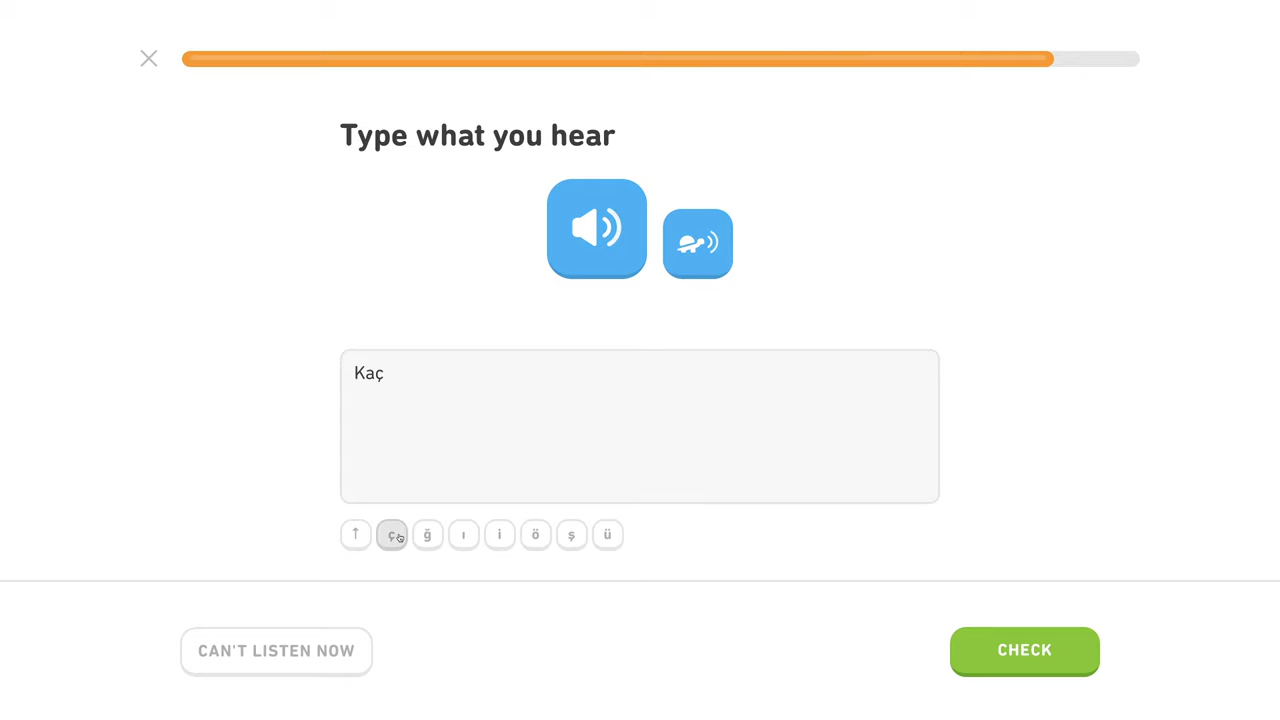 Type what you hear
Kaç
↑ ç ğ ı i ö ş ü
CAN'T LISTEN NOW
CHECK